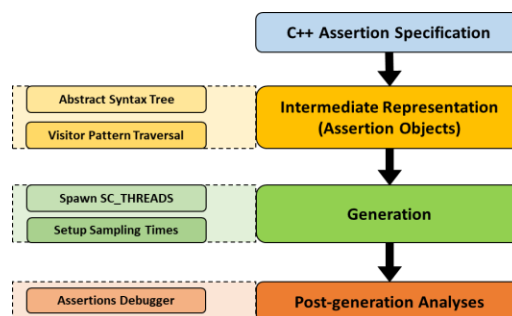 C++ Assertion Specification
Abstract Syntax Tree
Visitor Pattern Traversal
Intermediate Representation
(Assertion Objects)
Spawn SC_THREADS
Setup Sampling Times
Generation
Assertions Debugger
Post-generation Analyses